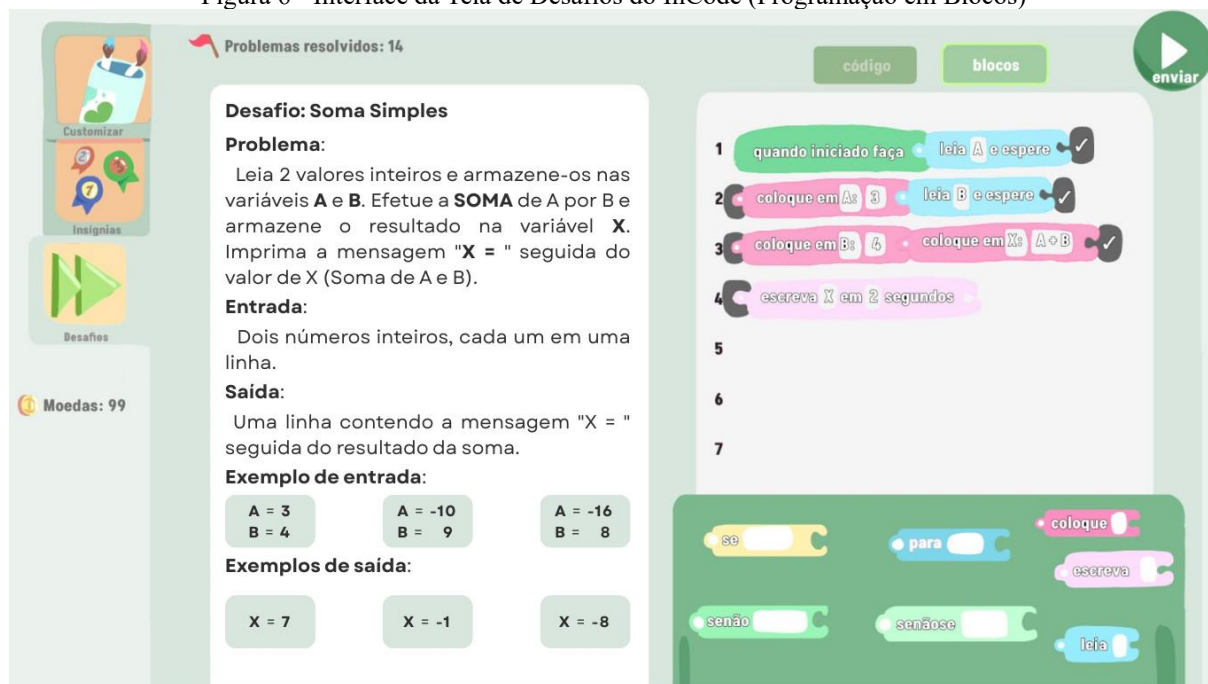 Figura 6 - Interface da Tela de Desafios do InCode (Programação em Blocos)
Customizar
Insignias
Desafios
Moedas: 99
Problemas resolvidos: 14
Desafio: Soma Simples
Problema:
Leia 2 valores inteiros e armazene-os nas
variáveis A e B. Efetue a SOMA de A por B e
armazene o resultado na variável X.
Imprima a mensagem "X = " seguida do
valor de X (Soma de A e B).
Entrada:
Dois números inteiros, cada um em uma
linha.
Saída:
Uma linha contendo a mensagem "X = "
seguida do resultado da soma.
Exemplo de entrada:
A = 3 A = -10 A = -16
B = 4 B = 9 B = 8
Exemplos de saída:
X = 7 X = -1 X = -8
código blocos enviar
1 quando iniciado faça leia A e espere
2 coloque em A: 3 leia B e espere
3 coloque em B: 4 coloque em X: A+B
4 escreva X em 2 segundos
5
6
7
se para coloque
escreva
senão senãose
leia